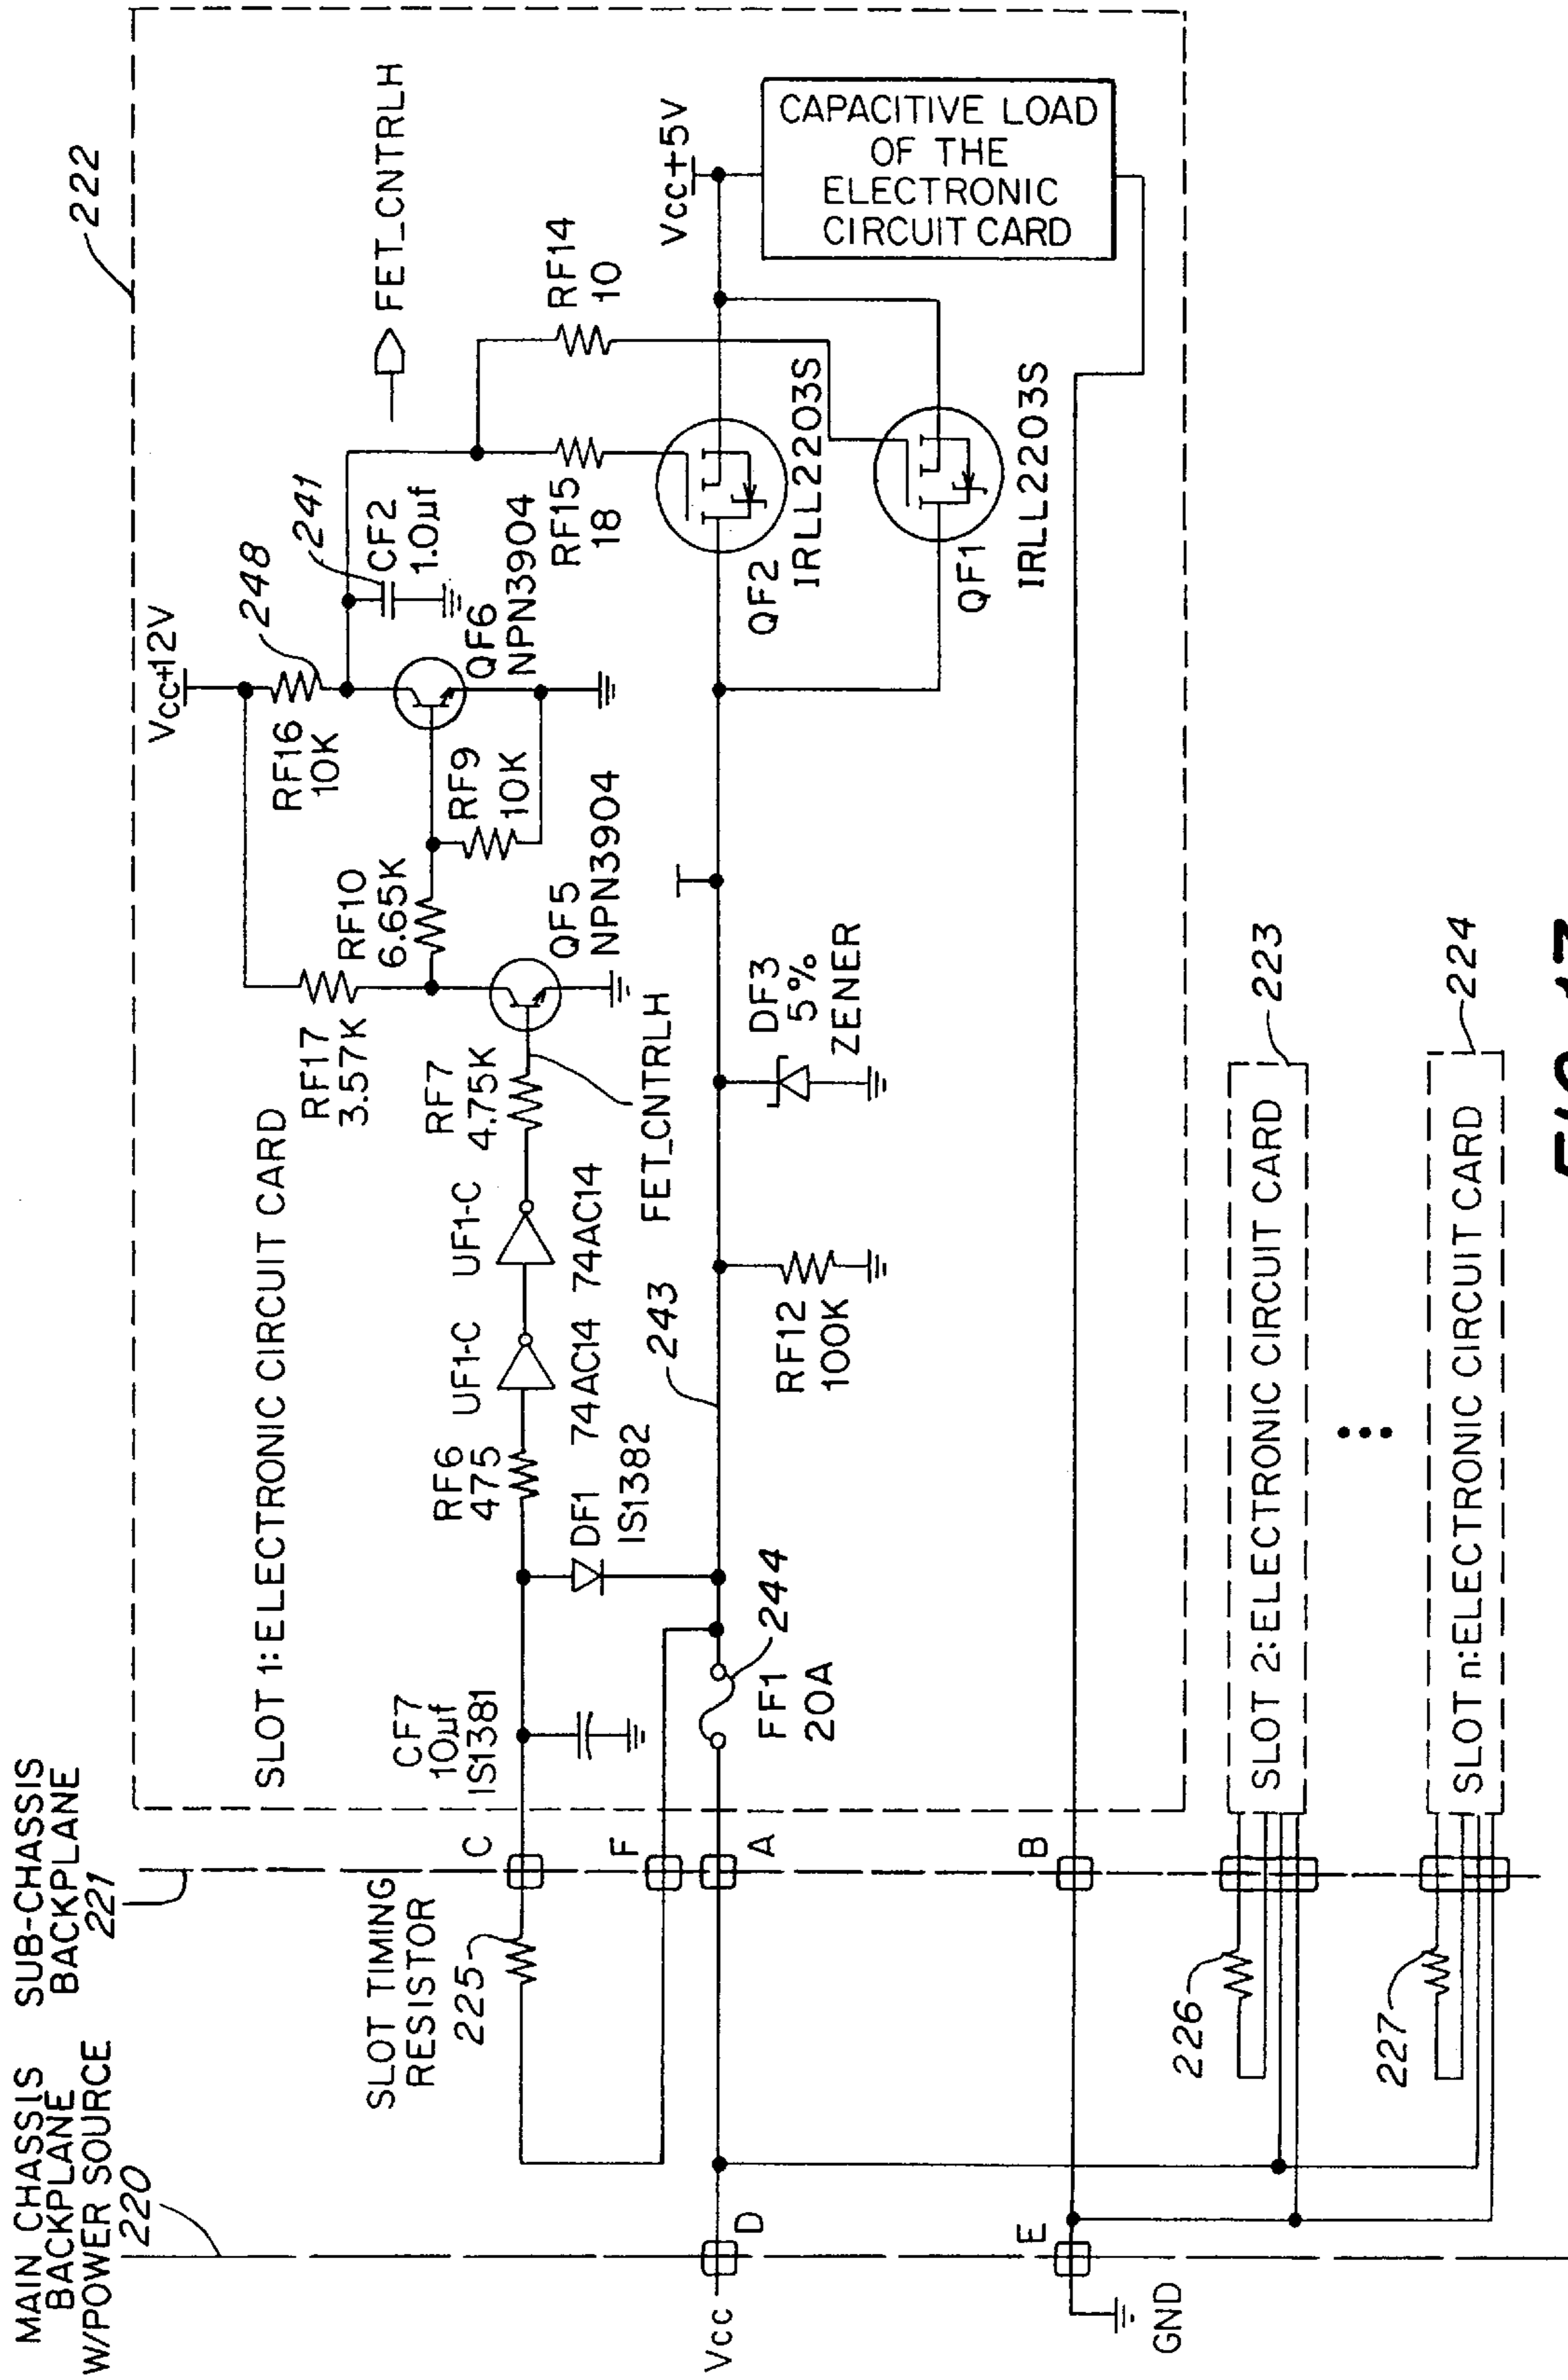 MAIN CHASSIS
BACKPLANE
W/POWER SOURCE
220
SUB-CHASSIS
BACKPLANE
221
222
SLOT 1:ELECTRONIC CIRCUIT CARD
Vcc+12V
RF17
3.57K
RF16
10K
248
241
CF2
1.0µf
FET_CNTRLH
RF10
6.65K
RF9
10K
QF6
NPN3904
RF15
18
RF14
10
SLOT TIMING
RESISTOR
225
C
CF7
10µf
IS1381
RF6
475
UF1-C
74AC14
UF1-C
74AC14
RF7
4.75K
QF5
NPN3904
FET_CNTRLH
DF1
IS1382
F
A
FF1
20A
244
243
RF12
100K
DF3
5%
ZENER
QF2
IRLL2203S
QF1
IRLL2203S
Vcc+5V
CAPACITIVE LOAD
OF THE
ELECTRONIC
CIRCUIT CARD
Vcc
D
E
GND
B
226
SLOT 2:ELECTRONIC CIRCUIT CARD
223
227
SLOT n:ELECTRONIC CIRCUIT CARD
224